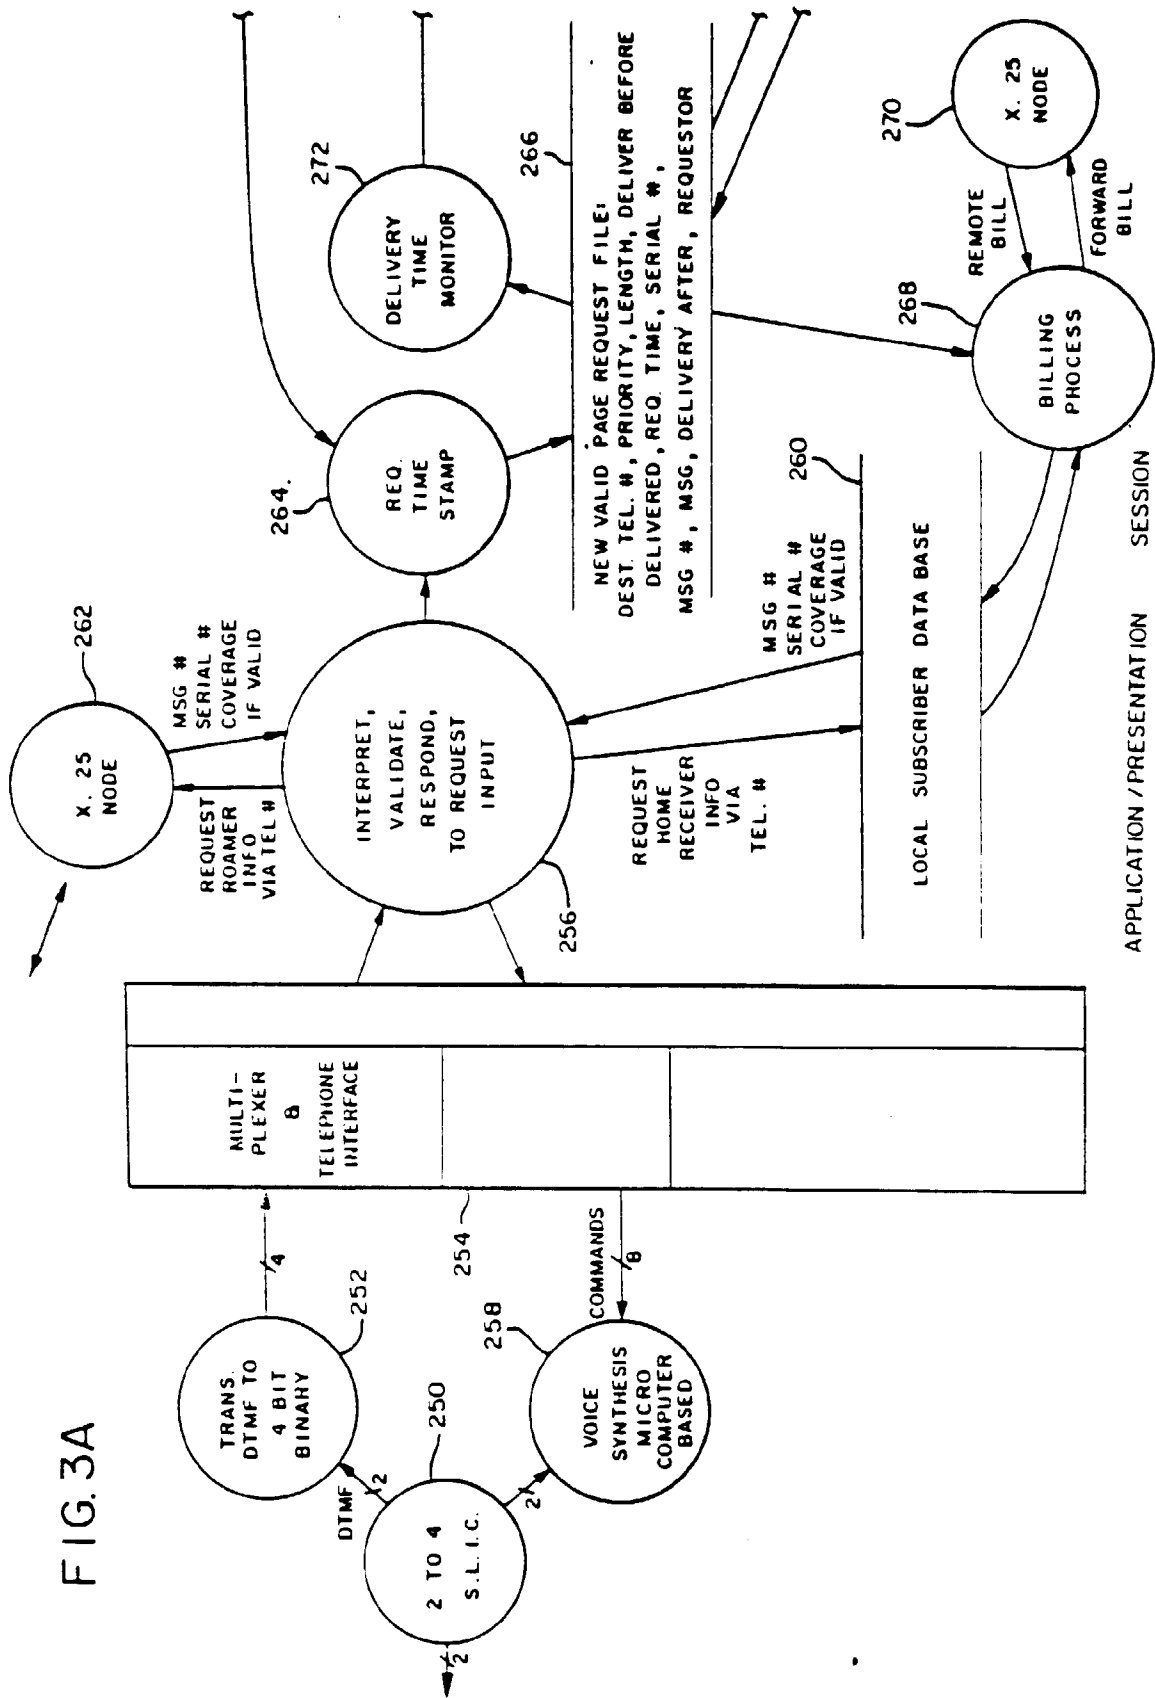 FIG. 3A
2 TO 4
S.L.I.C.
250
2
DTMF
2
2
TRANS.
DTMF TO
4 BIT
BINARY
252
4
VOICE
SYNTHESIS
MICRO
COMPUTER
BASED
258
COMMANDS
8
254
MULTI-
PLEXER
&
TELEPHONE
INTERFACE
X. 25
NODE
262
REQUEST
ROAMER
INFO
VIA TEL #
MSG #
SERIAL #
COVERAGE
IF VALID
INTERPRET,
VALIDATE,
RESPOND,
TO REQUEST
INPUT
256
REQUEST
HOME
RECEIVER
INFO
VIA
TEL. #
MSG #
SERIAL #
COVERAGE
IF VALID
260
LOCAL SUBSCRIBER DATA BASE
264.
REQ.
TIME
STAMP
272
DELIVERY
TIME
MONITOR
266
NEW VALID PAGE REQUEST FILE:
DEST. TEL. #, PRIORITY, LENGTH, DELIVER BEFORE
DELIVERED, REQ. TIME, SERIAL #,
MSG #, MSG, DELIVERY AFTER, REQUESTOR
268
BILLING
PROCESS
REMOTE
BILL
FORWARD
BILL
270
X. 25
NODE
APPLICATION/PRESENTATION SESSION